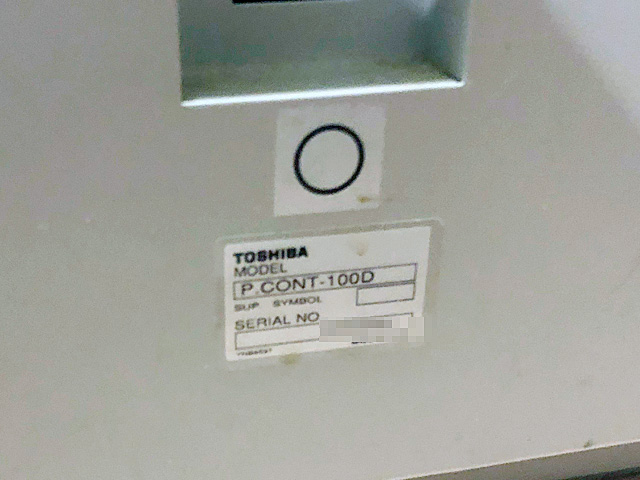 TOSHIBA
MODEL
P.CONT-100D
SUP SYMBOL
SERIAL NO